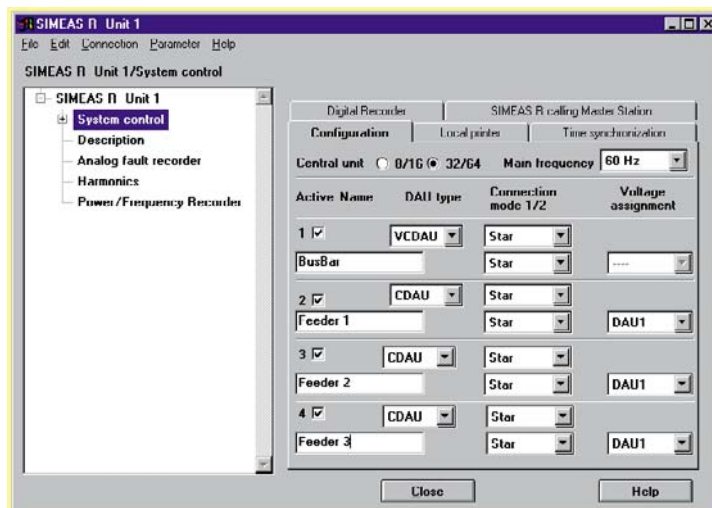 SIMEAS R Unit 1
File Edit Connection Parameter Help
SIMEAS R Unit 1/System control
SIMEAS R Unit 1
System control
Description
Analog fault recorder
Harmonics
Power/Frequency Recorder
Digital Recorder SIMEAS R calling Master Station
Configuration Local printer Time synchronization
Central unit 8/16 32/64 Main frequency 60 Hz
Active Name DAU type Connection mode 1/2 Voltage assignment
1 VCDAU Star
BusBar Star ----
2 CDAU Star
Feeder 1 Star DAU1
3 CDAU Star
Feeder 2 Star DAU1
4 CDAU Star
Feeder 3 Star DAU1
Close Help